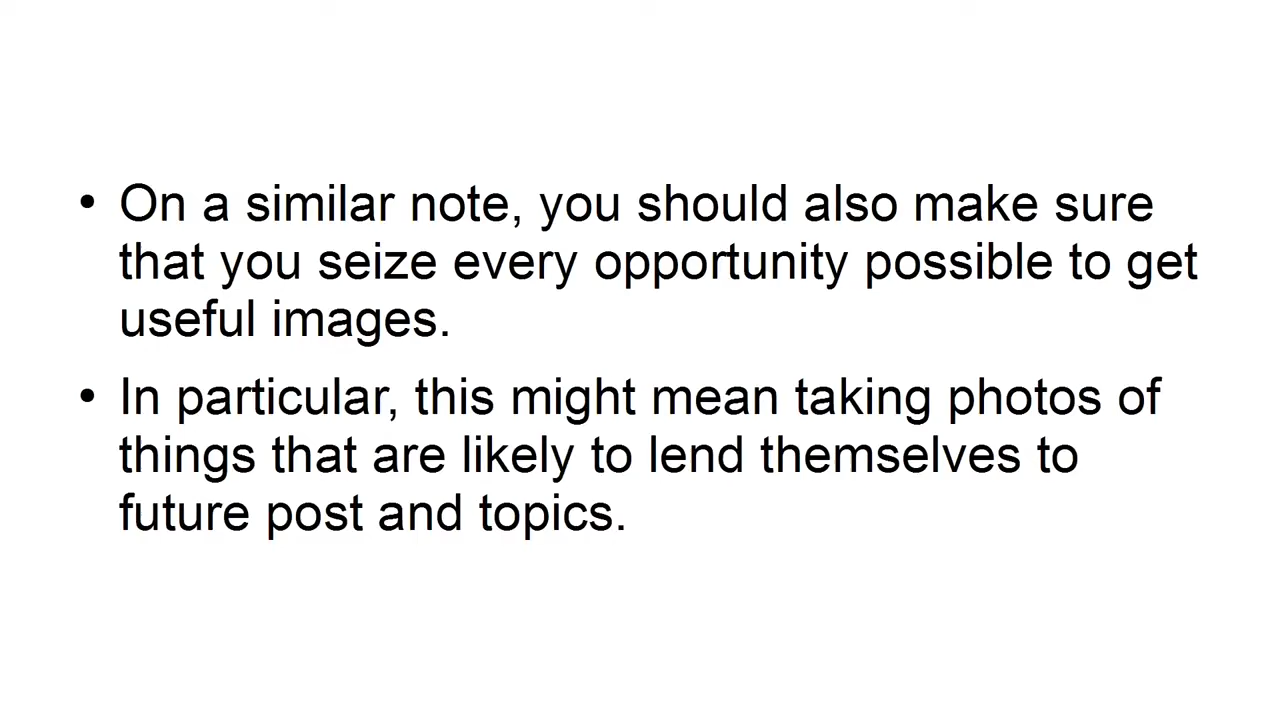 • On a similar note, you should also make sure
that you seize every opportunity possible to get
useful images.
• In particular, this might mean taking photos of
things that are likely to lend themselves to
future post and topics.